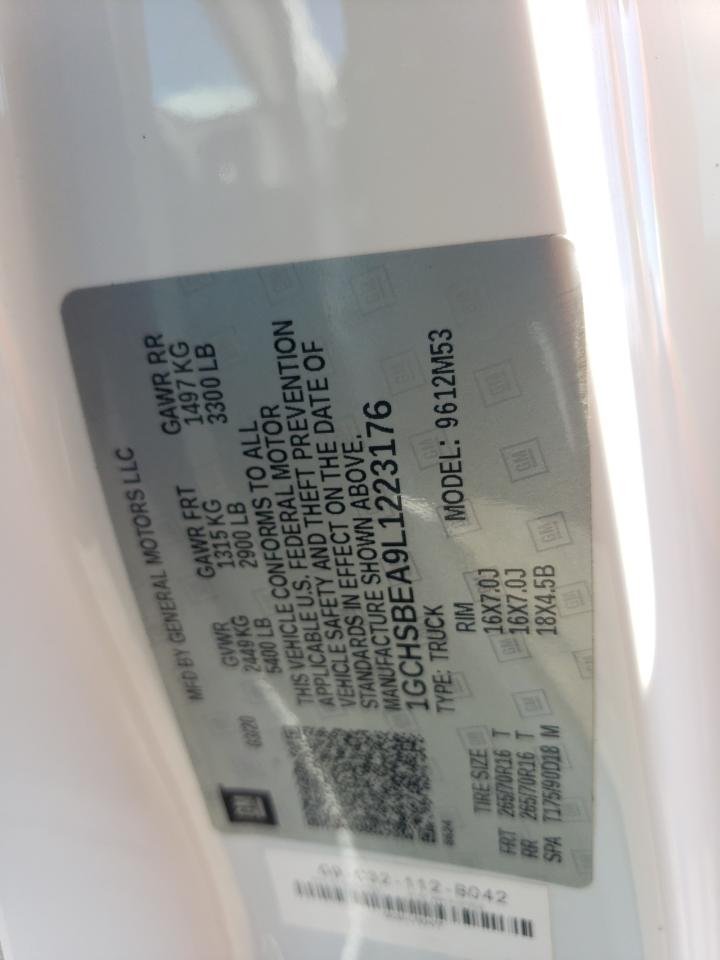 GM
MFD BY GENERAL MOTORS LLC
03/20
GVWR GAWR FRT GAWR RR
2449 KG 1315 KG 1497 KG
5400 LB 2900 LB 3300 LB
THIS VEHICLE CONFORMS TO ALL
APPLICABLE U.S. FEDERAL MOTOR
VEHICLE SAFETY AND THEFT PREVENTION
STANDARDS IN EFFECT ON THE DATE OF
MANUFACTURE SHOWN ABOVE.
1GCHSBEA9L1223176
TYPE: TRUCK MODEL: 9612M53
TIRE SIZE RIM
FRT 265/70R16 T 16X7.0J
RR 265/70R16 T 16X7.0J
SPA T175/90D18 M 18X4.5B